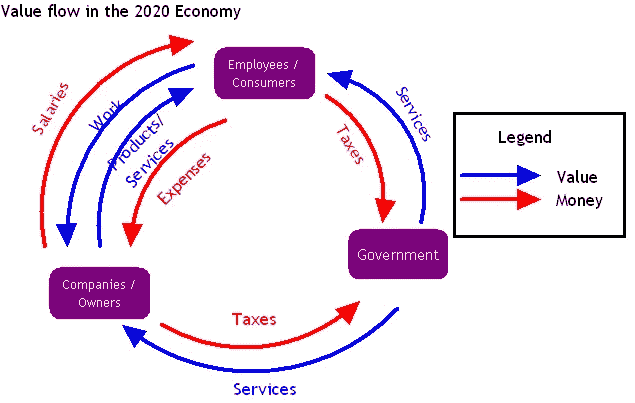 Value flow in the 2020 Economy
Employees /
Consumers
Salaries
Work
Products/
Services
Expenses
Taxes
Services
Legend
Value
Money
Government
Companies /
Owners
Taxes
Services